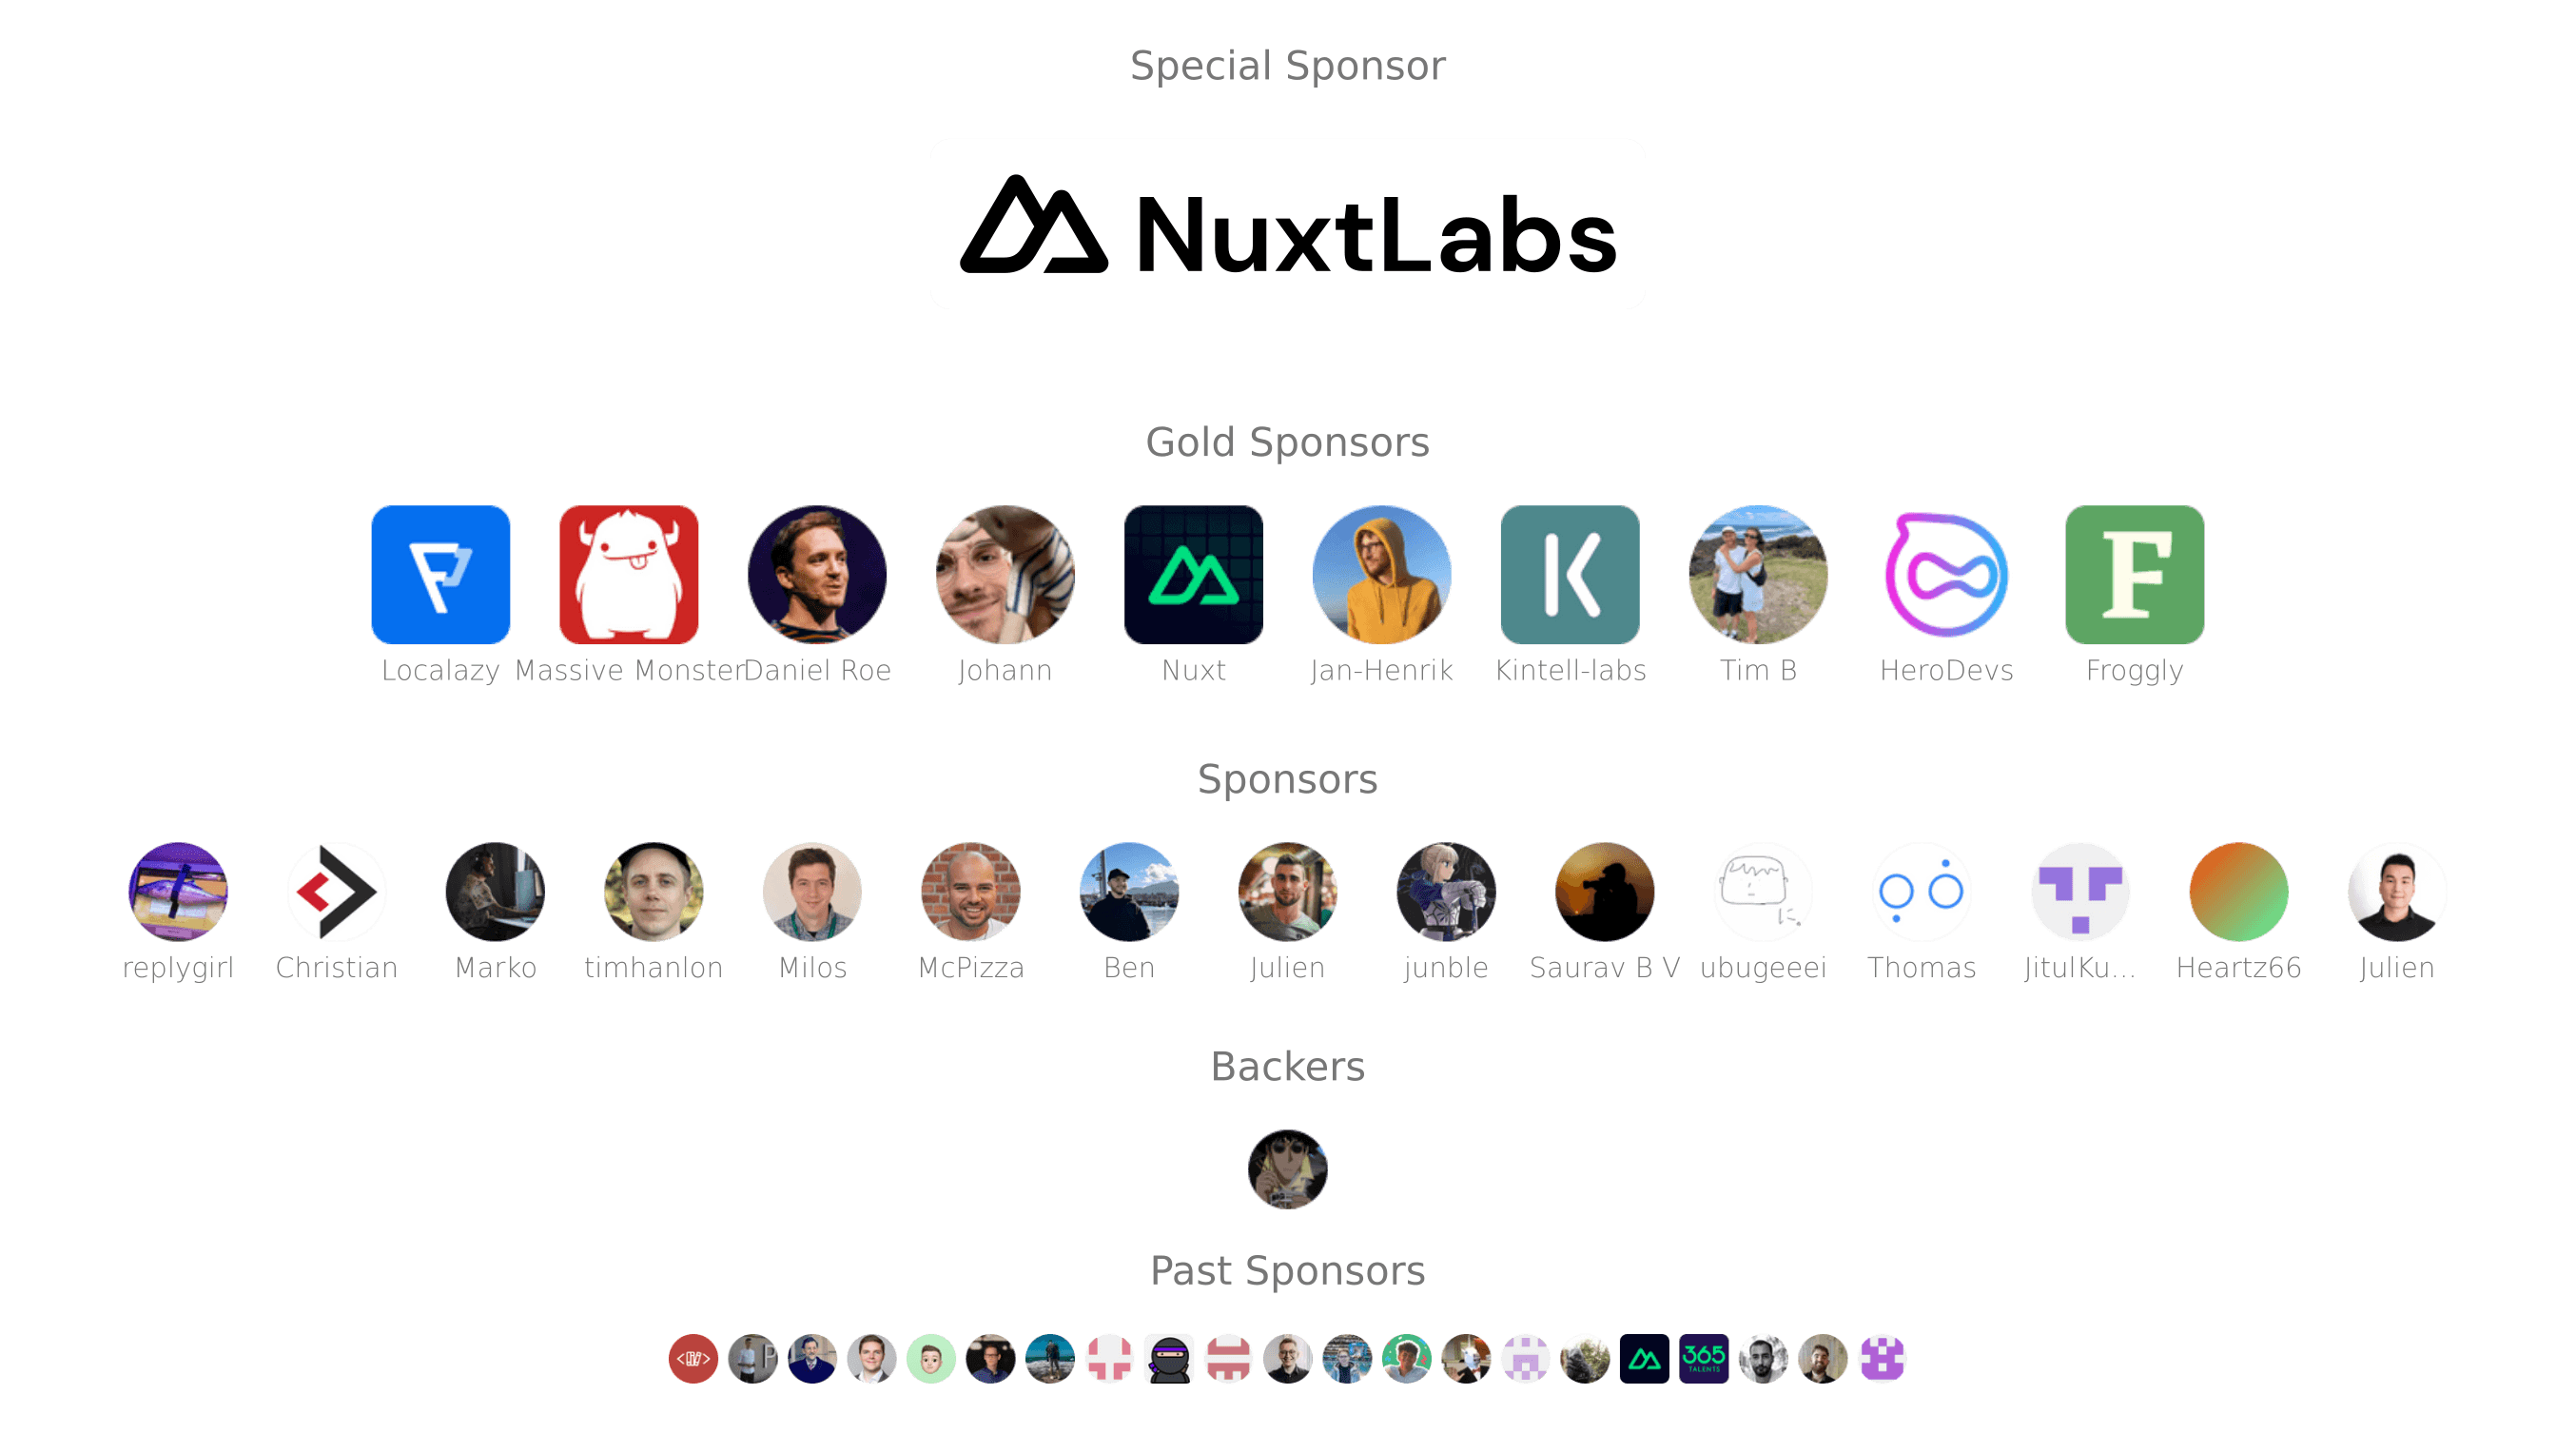 Special Sponsor
NuxtLabs
Gold Sponsors
F
Localazy Massive Monster Daniel Roe Johann Nuxt Jan-Henrik Kintell-labs Tim B HeroDevs Froggly
Sponsors
replygirl Christian Marko timhanlon Milos McPizza Ben Julien junble Saurav B V ubugeeei Thomas JitulKu... Heartz66 Julien
Backers
Past Sponsors
365
TALENTS